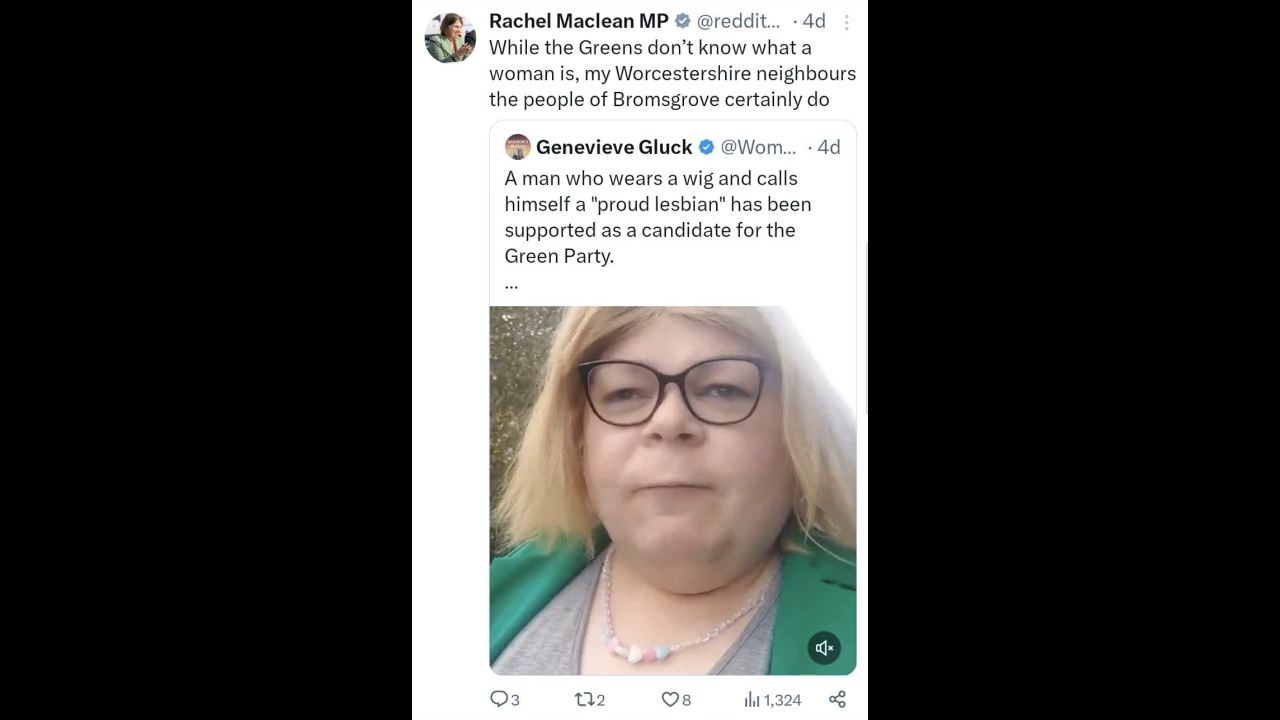 Rachel Maclean MP @reddit... · 4d
While the Greens don’t know what a
woman is, my Worcestershire neighbours
the people of Bromsgrove certainly do
Genevieve Gluck @Wom... · 4d
A man who wears a wig and calls
himself a "proud lesbian" has been
supported as a candidate for the
Green Party.
...
3 2 8 1,324